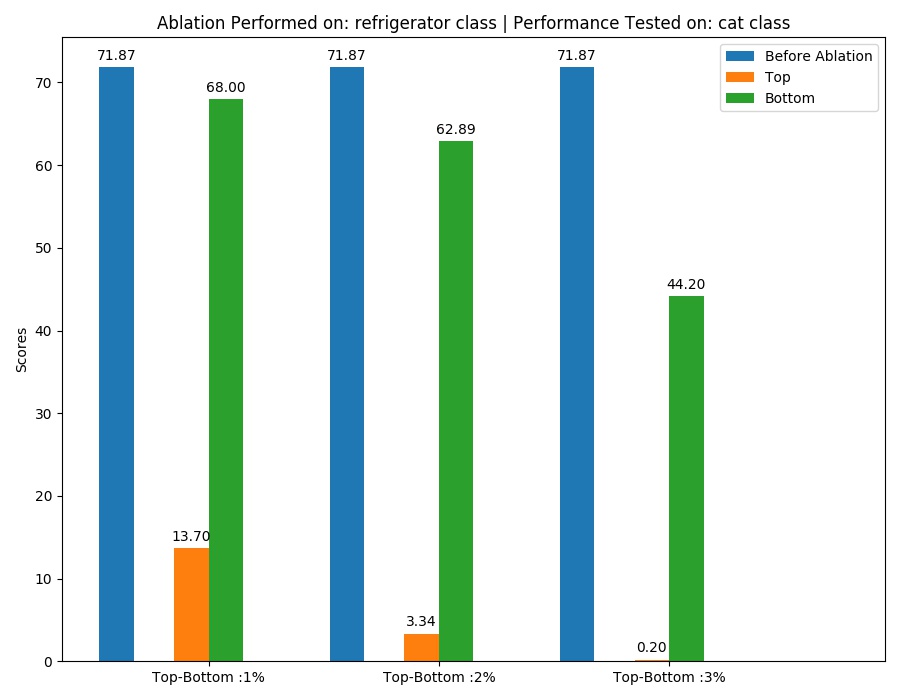 Ablation Performed on: refrigerator class | Performance Tested on: cat class
71.87
71.87
71.87
Before Ablation
Top
Bottom
68.00
62.89
44.20
13.70
3.34
0.20
70
60
50
40
30
20
10
0
Scores
Top-Bottom :1%
Top-Bottom :2%
Top-Bottom :3%